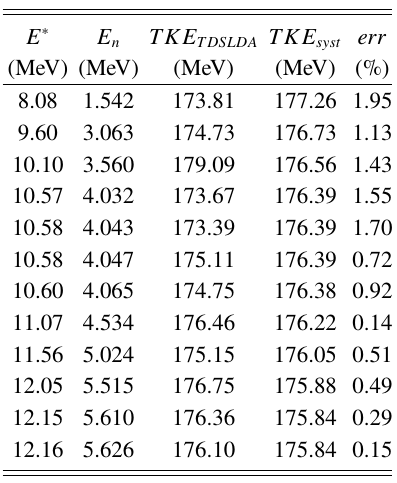 E* E_n TKE_TDSLDA TKE_syst err
(MeV) (MeV) (MeV) (MeV) (%)
8.08 1.542 173.81 177.26 1.95
9.60 3.063 174.73 176.73 1.13
10.10 3.560 179.09 176.56 1.43
10.57 4.032 173.67 176.39 1.55
10.58 4.043 173.39 176.39 1.70
10.58 4.047 175.11 176.39 0.72
10.60 4.065 174.75 176.38 0.92
11.07 4.534 176.46 176.22 0.14
11.56 5.024 175.15 176.05 0.51
12.05 5.515 176.75 175.88 0.49
12.15 5.610 176.36 175.84 0.29
12.16 5.626 176.10 175.84 0.15